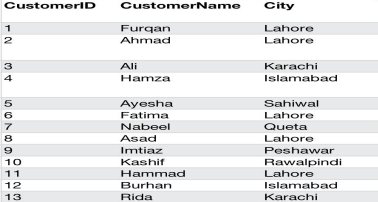 CustomerID CustomerName City
1 Furqan Lahore
2 Ahmad Lahore
3 Ali Karachi
4 Hamza Islamabad
5 Ayesha Sahiwal
6 Fatima Lahore
7 Nabeel Queta
8 Asad Lahore
9 Imtiaz Peshawar
10 Kashif Rawalpindi
11 Hammad Lahore
12 Burhan Islamabad
13 Rida Karachi